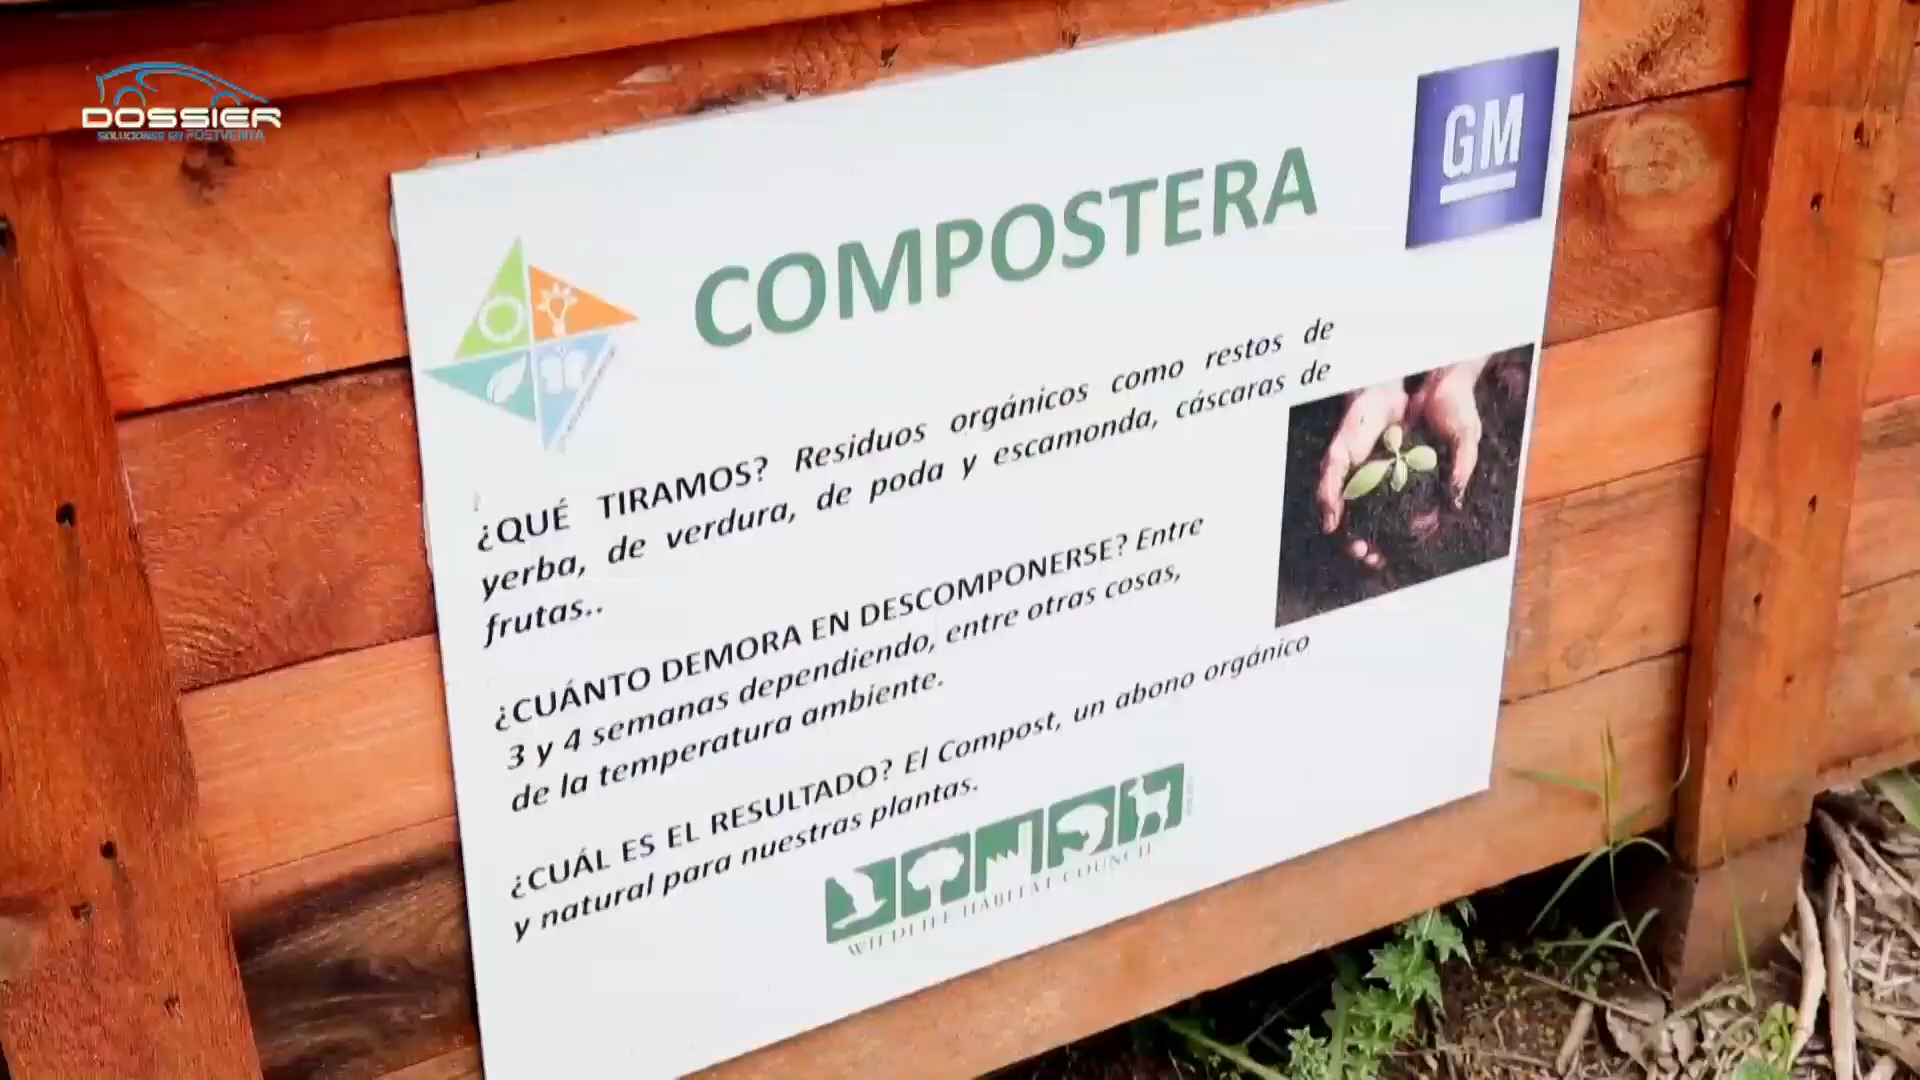 DOSSIER
SOLUCIONES EN POSTVENTA
GM
COMPOSTERA
¿QUÉ TIRAMOS? Residuos orgánicos como restos de
yerba, de verdura, de poda y escamonda, cáscaras de
frutas..
¿CUÁNTO DEMORA EN DESCOMPONERSE? Entre
3 y 4 semanas dependiendo, entre otras cosas,
de la temperatura ambiente.
¿CUÁL ES EL RESULTADO? El Compost, un abono orgánico
y natural para nuestras plantas.
WILDLIFE HABITAT COUNCIL